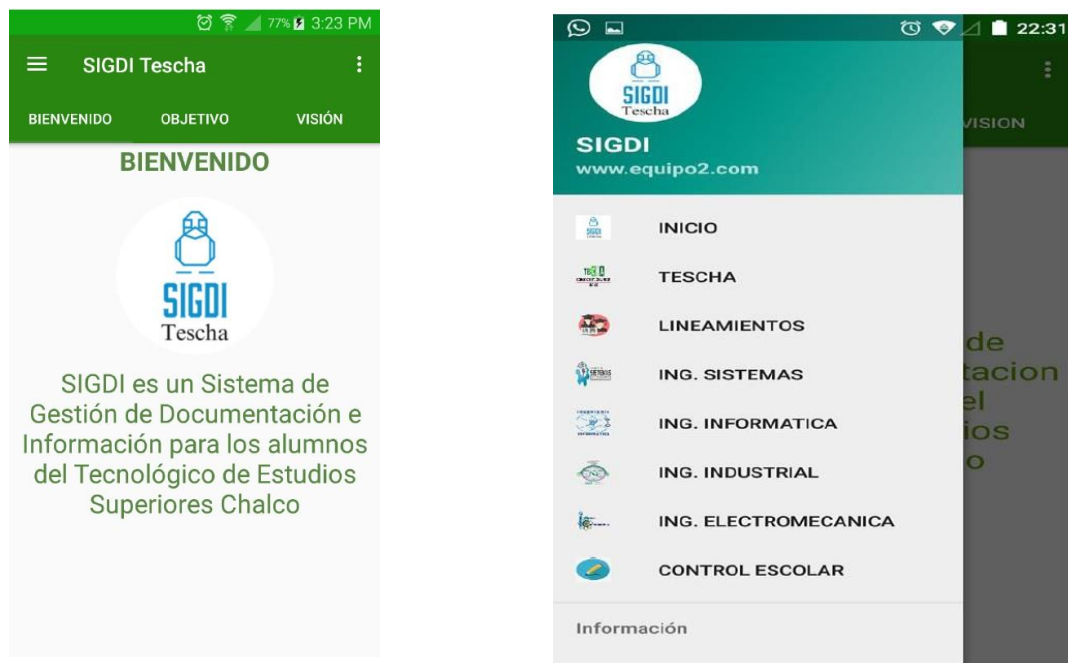 77% 3:23 PM
SIGDI Tescha
BIENVENIDO OBJETIVO VISIÓN
BIENVENIDO
SIGDI
Tescha
SIGDI es un Sistema de
Gestión de Documentación e
Información para los alumnos
del Tecnológico de Estudios
Superiores Chalco
22:31
SIGDI
Tescha
SIGDI
www.equipo2.com
VISION
INICIO
TESCHA
LINEAMIENTOS
ING. SISTEMAS
ING. INFORMATICA
ING. INDUSTRIAL
ING. ELECTROMECANICA
CONTROL ESCOLAR
Información
de
tacion
el
ios
o